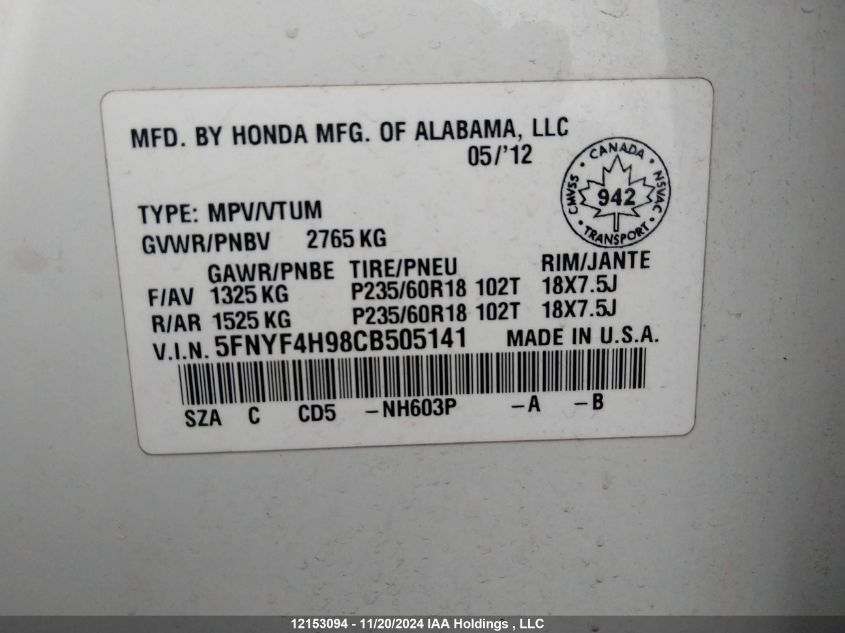 MFD. BY HONDA MFG. OF ALABAMA, LLC
05/'12
CANADA
CMVSS 942 NSVAC
TRANSPORT
TYPE: MPV/VTUM
GVWR/PNBV 2765 KG
GAWR/PNBE TIRE/PNEU RIM/JANTE
F/AV 1325 KG P235/60R18 102T 18X7.5J
R/AR 1525 KG P235/60R18 102T 18X7.5J
V.I.N. 5FNYF4H98CB505141 MADE IN U.S.A.
SZA C CD5 -NH603P -A -B
12153094 - 11/20/2024 IAA Holdings , LLC